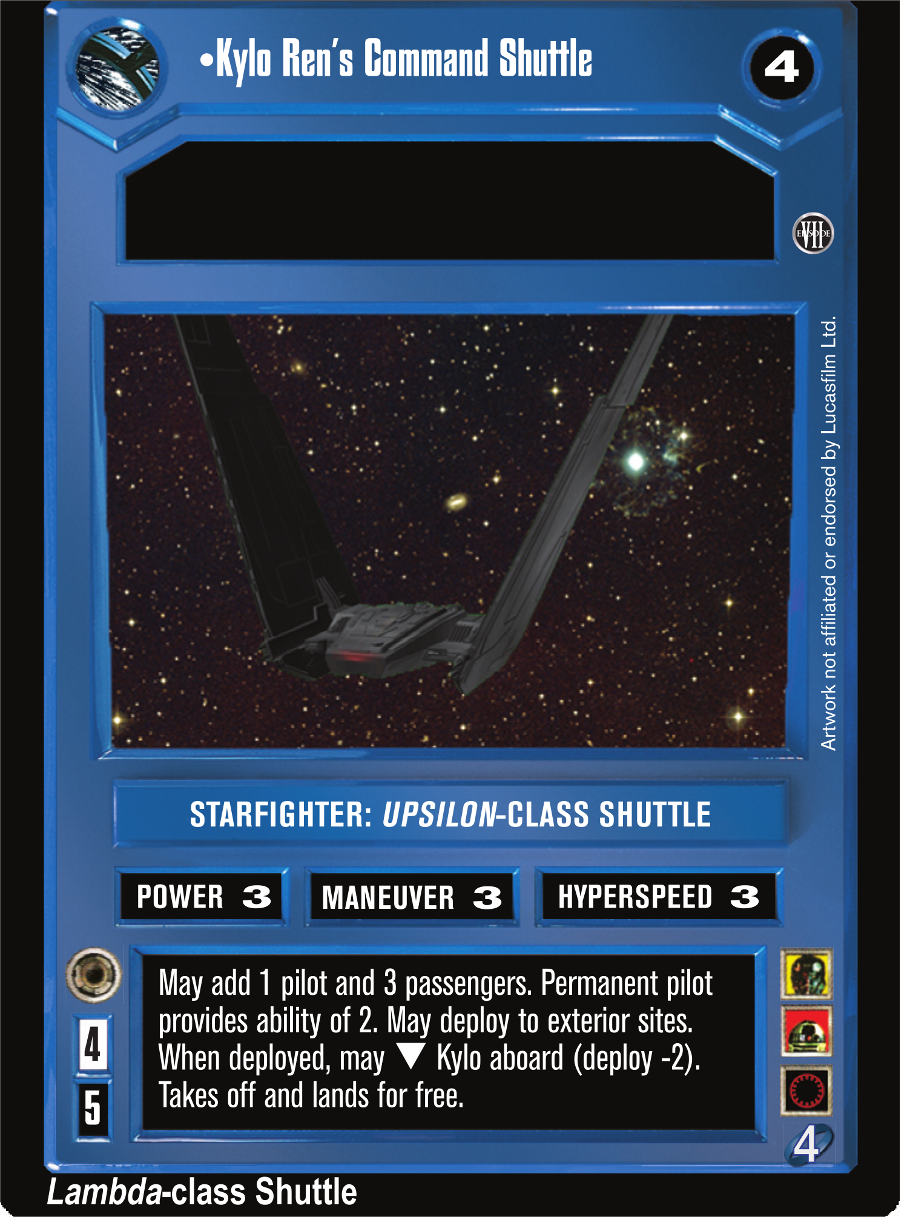 •Kylo Ren's Command Shuttle
4
EPISODE
VII
Artwork not affiliated or endorsed by Lucasfilm Ltd.
STARFIGHTER: UPSILON-CLASS SHUTTLE
POWER 3 MANEUVER 3 HYPERSPEED 3
May add 1 pilot and 3 passengers. Permanent pilot
provides ability of 2. May deploy to exterior sites.
When deployed, may ▼ Kylo aboard (deploy -2).
Takes off and lands for free.
4
5
4
Lambda-class Shuttle